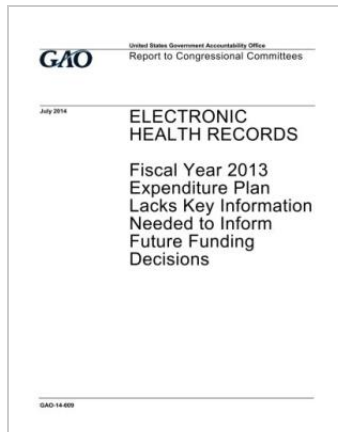 United States Government Accountability Office
GAO
Report to Congressional Committees
July 2014
ELECTRONIC
HEALTH RECORDS
Fiscal Year 2013
Expenditure Plan
Lacks Key Information
Needed to Inform
Future Funding
Decisions
GAO-14-609